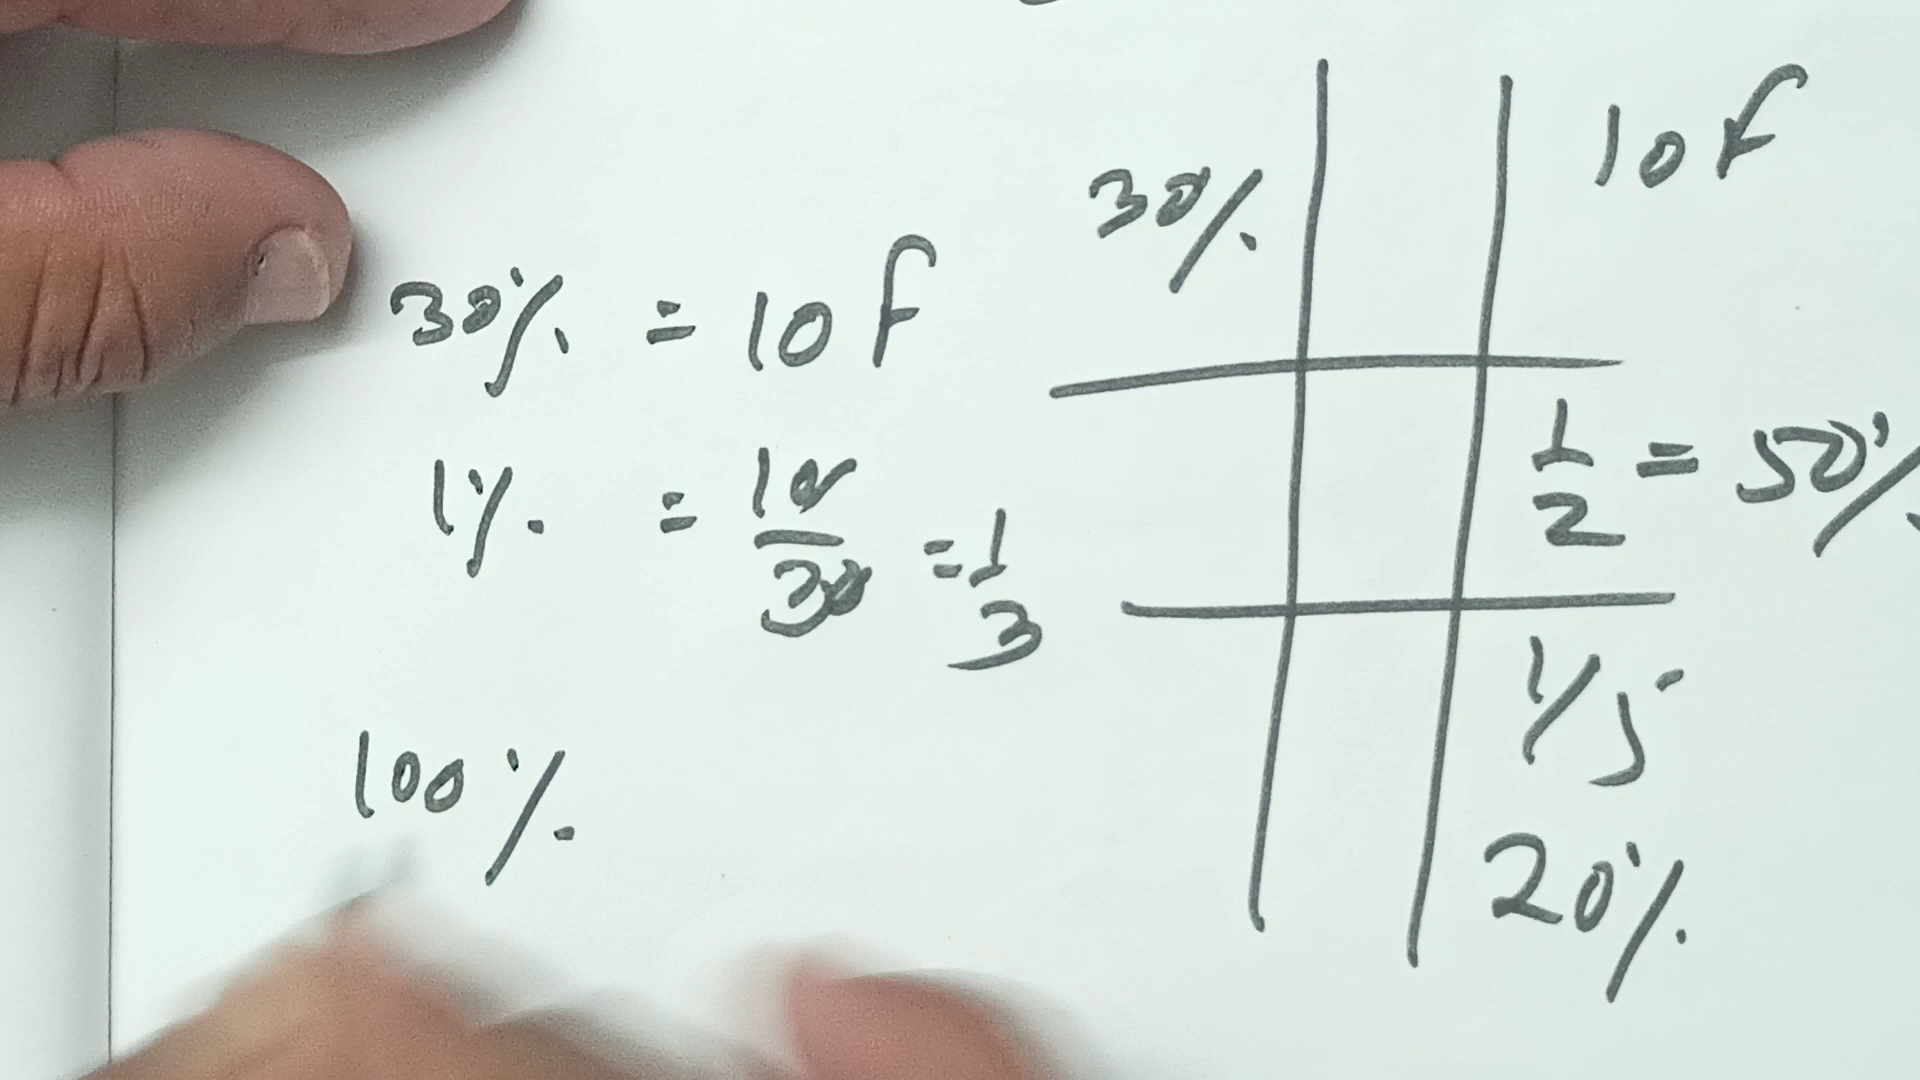 30% = 10 F
1% = 10/30 = 1/3
100%
30%
10 F
1/2 = 50%
1/5
20%